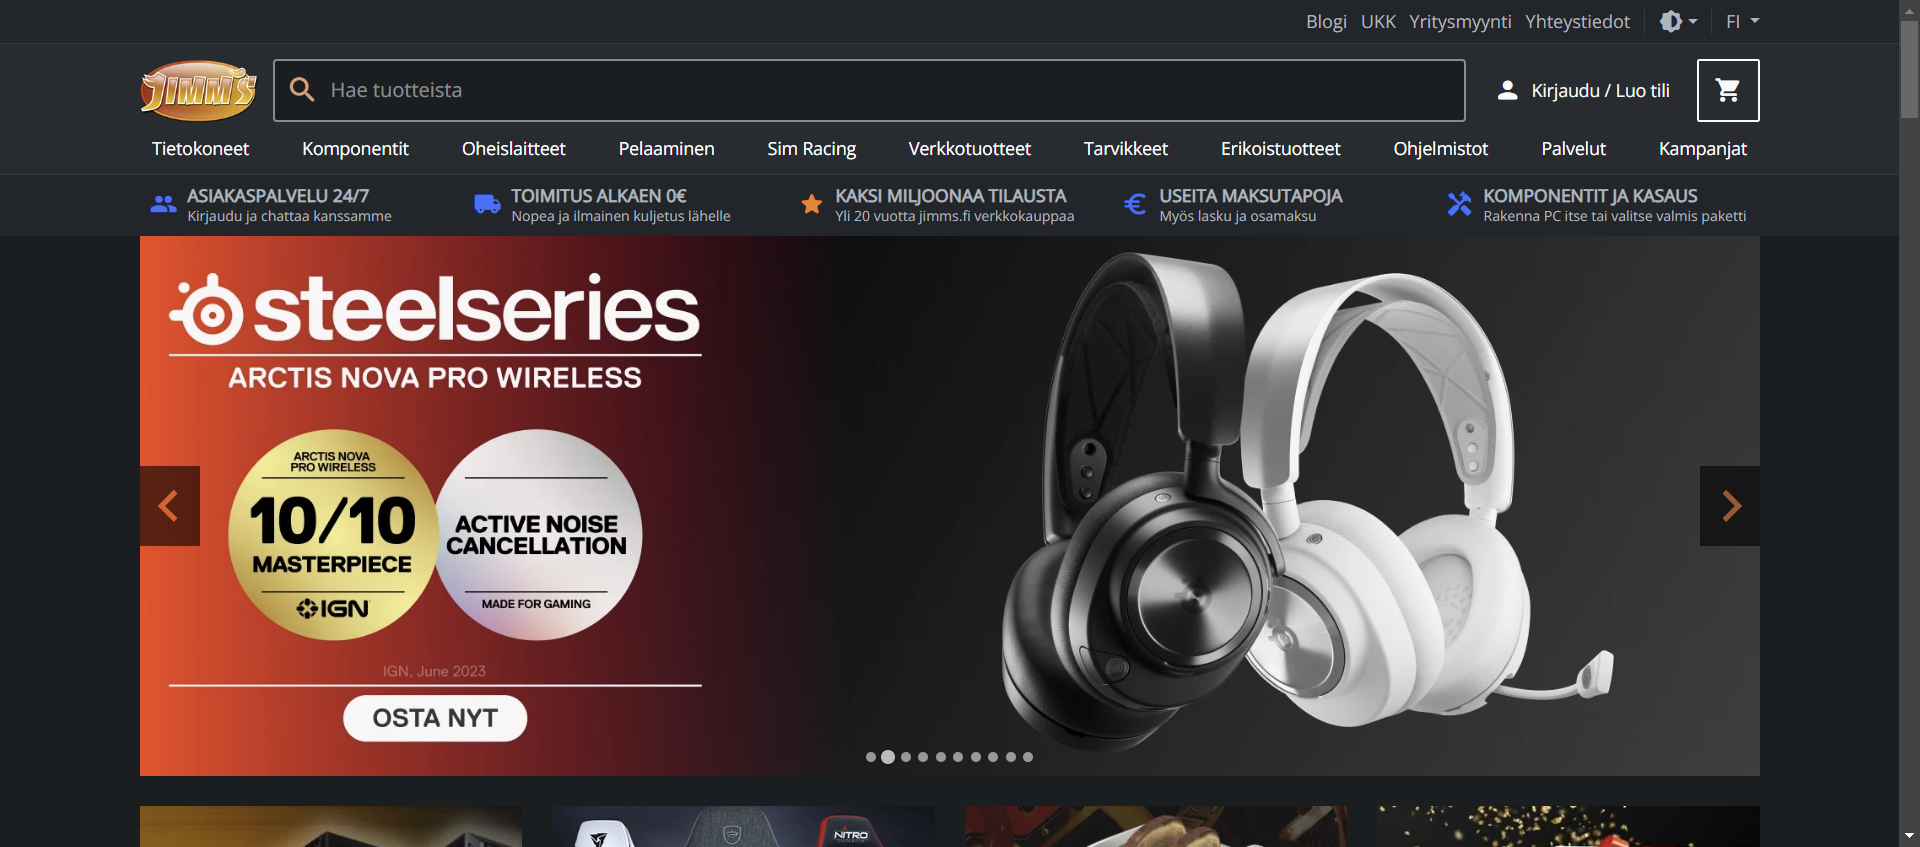 Blogi UKK Yritysmyynti Yhteystiedot FI
JIMM'S
Hae tuotteista
Kirjaudu / Luo tili
Tietokoneet Komponentit Oheislaitteet Pelaaminen Sim Racing Verkkotuotteet Tarvikkeet Erikoistuotteet Ohjelmistot Palvelut Kampanjat
ASIAKASPALVELU 24/7
Kirjaudu ja chattaa kanssamme
TOIMITUS ALKAEN 0€
Nopea ja ilmainen kuljetus lähelle
KAKSI MILJOONAA TILAUSTA
Yli 20 vuotta jimms.fi verkkokauppaa
USEITA MAKSUTAPOJA
Myös lasku ja osamaksu
KOMPONENTIT JA KASAUS
Rakenna PC itse tai valitse valmis paketti
steelseries
ARCTIS NOVA PRO WIRELESS
ARCTIS NOVA
PRO WIRELESS
10/10
MASTERPIECE
IGN
ACTIVE NOISE
CANCELLATION
MADE FOR GAMING
IGN, June 2023
OSTA NYT
NITRO